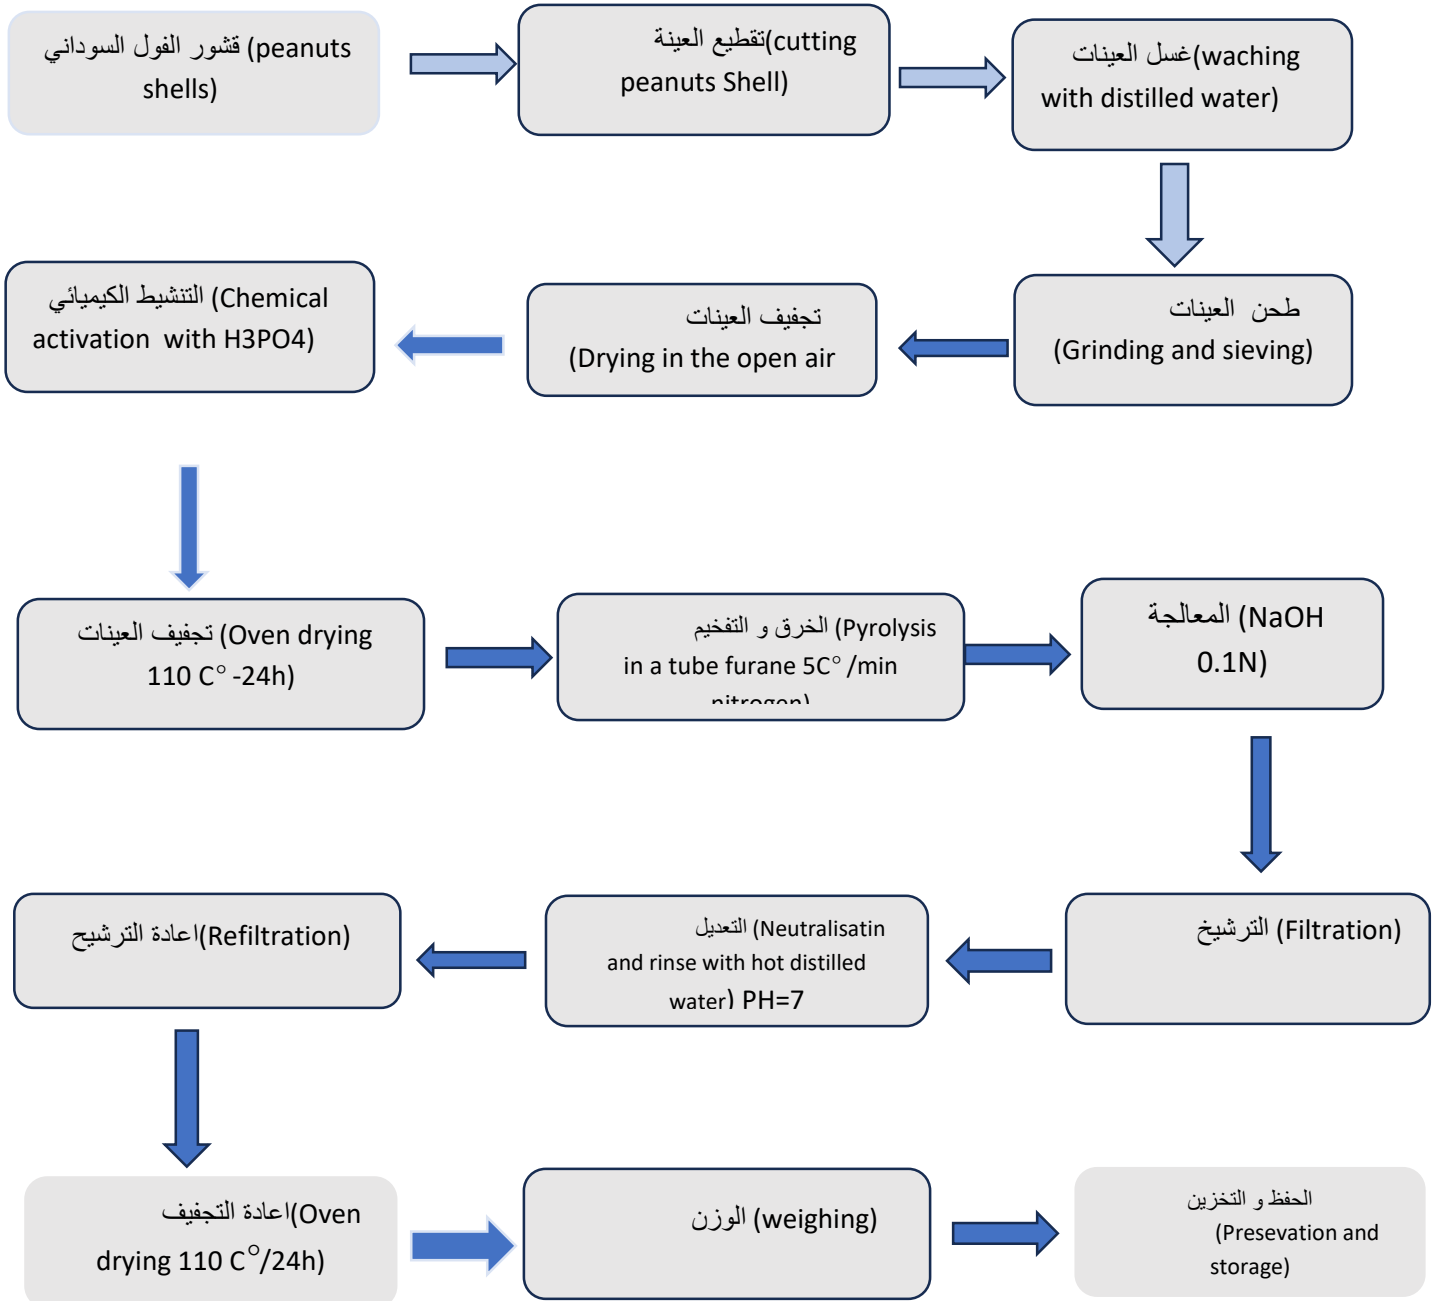 قشور الفول السوداني (peanuts
shells)
تقطيع العينة(cutting
peanuts Shell)
غسل العينات(waching
with distilled water)
طحن العينات
(Grinding and sieving)
تجفيف العينات
(Drying in the open air
التنشيط الكيميائي (Chemical
activation with H3PO4)
تجفيف العينات (Oven drying
110 C° -24h)
الخرق و التفخيم (Pyrolysis
in a tube furane 5C° /min
nitrogen)
المعالجة (NaOH
0.1N)
الترشيخ (Filtration)
التعديل (Neutralisatin
and rinse with hot distilled
water) PH=7
اعادة الترشيح(Refiltration)
اعادة التجفيف(Oven
drying 110 C°/24h)
الوزن (weighing)
الحفظ و التخزين
(Presevation and
storage)